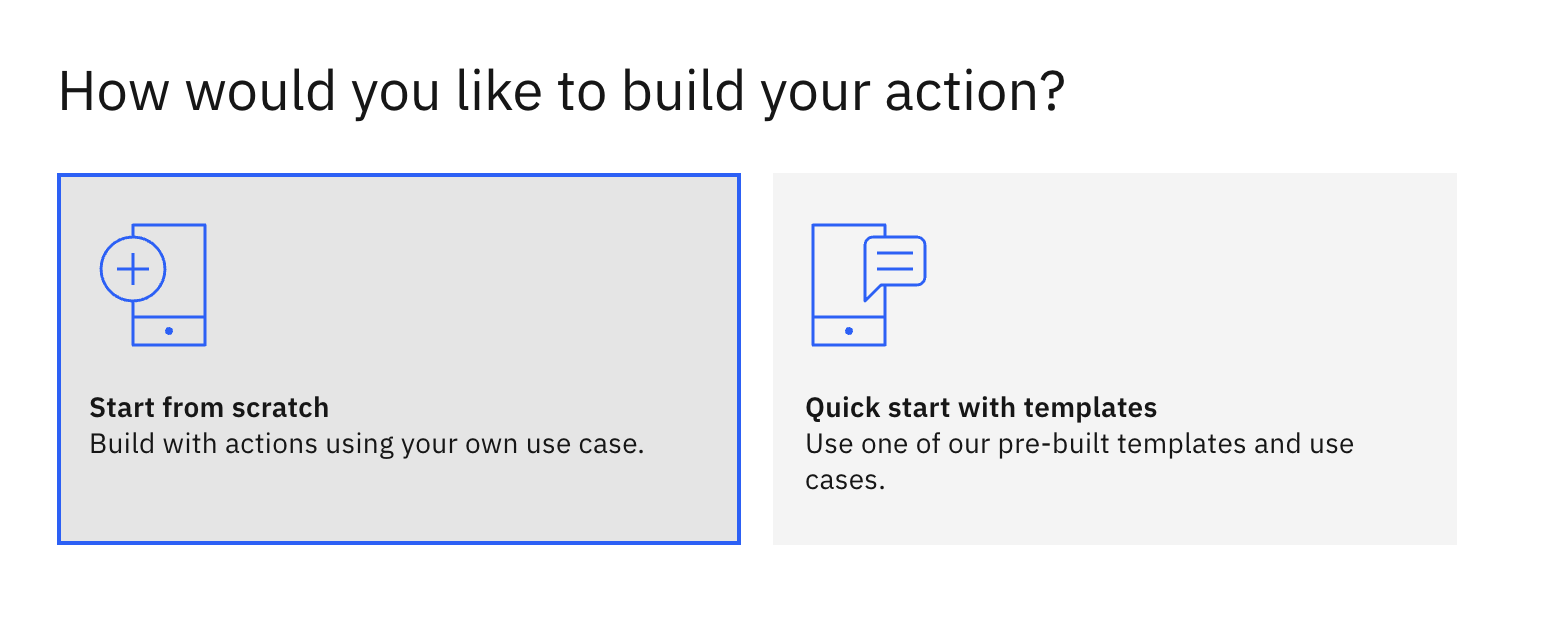 How would you like to build your action?
Start from scratch
Build with actions using your own use case.
Quick start with templates
Use one of our pre-built templates and use
cases.